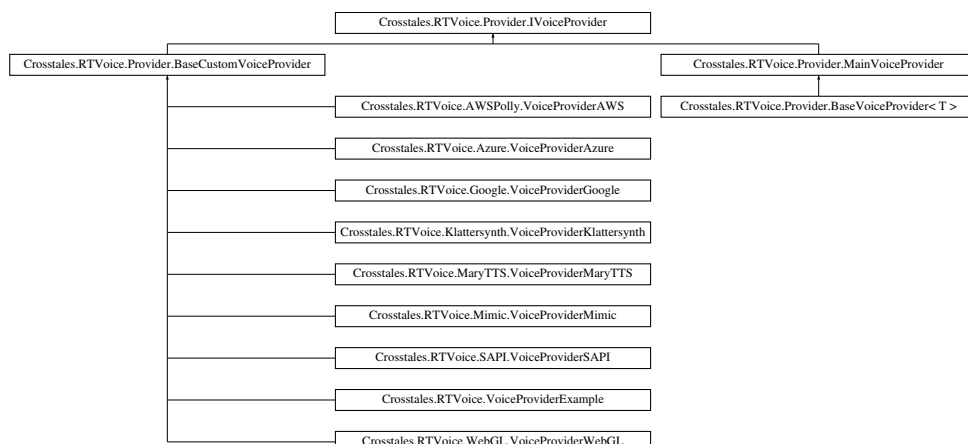 Crosstales.RTVoice.Provider.IVoiceProvider
Crosstales.RTVoice.Provider.BaseCustomVoiceProvider
Crosstales.RTVoice.Provider.MainVoiceProvider
Crosstales.RTVoice.AWSPolly.VoiceProviderAWS
Crosstales.RTVoice.Provider.BaseVoiceProvider< T >
Crosstales.RTVoice.Azure.VoiceProviderAzure
Crosstales.RTVoice.Google.VoiceProviderGoogle
Crosstales.RTVoice.Klattersynth.VoiceProviderKlattersynth
Crosstales.RTVoice.MaryTTS.VoiceProviderMaryTTS
Crosstales.RTVoice.Mimic.VoiceProviderMimic
Crosstales.RTVoice.SAPI.VoiceProviderSAPI
Crosstales.RTVoice.VoiceProviderExample
Crosstales.RTVoice.WebGL.VoiceProviderWebGL